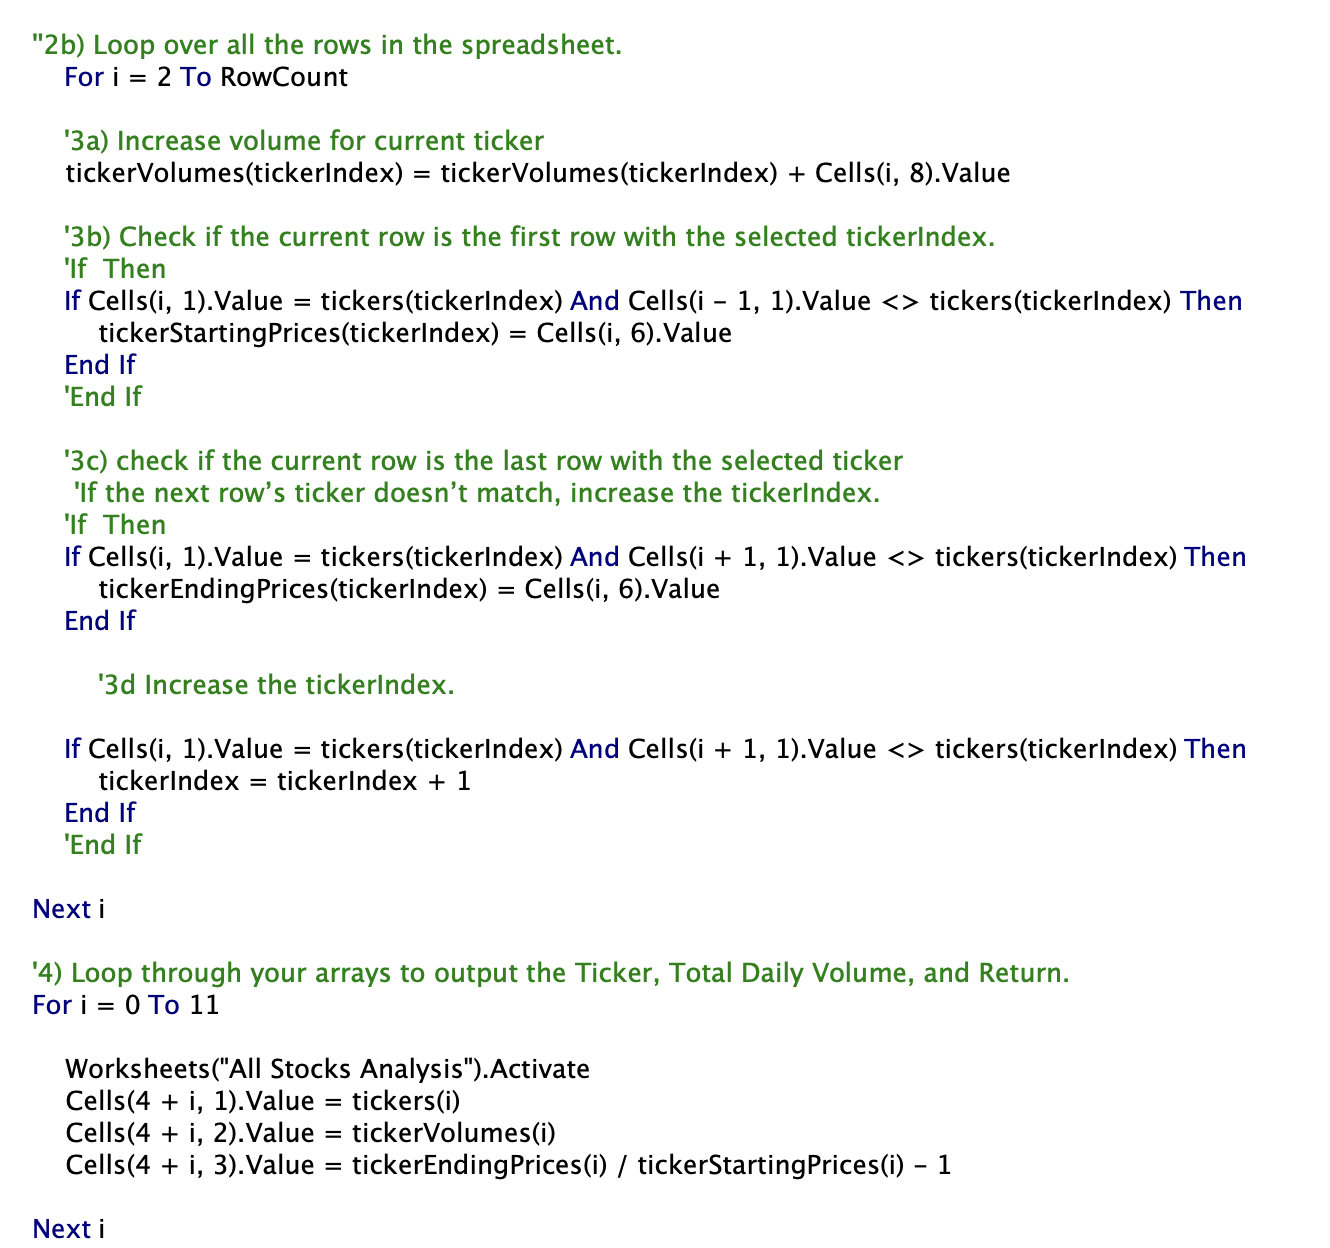 "2b) Loop over all the rows in the spreadsheet.
For i = 2 To RowCount
'3a) Increase volume for current ticker
tickerVolumes(tickerIndex) = tickerVolumes(tickerIndex) + Cells(i, 8).Value
'3b) Check if the current row is the first row with the selected tickerIndex.
'If  Then
If Cells(i, 1).Value = tickers(tickerIndex) And Cells(i - 1, 1).Value <> tickers(tickerIndex) Then
tickerStartingPrices(tickerIndex) = Cells(i, 6).Value
End If
'End If
'3c) check if the current row is the last row with the selected ticker
'If the next row’s ticker doesn’t match, increase the tickerIndex.
'If  Then
If Cells(i, 1).Value = tickers(tickerIndex) And Cells(i + 1, 1).Value <> tickers(tickerIndex) Then
tickerEndingPrices(tickerIndex) = Cells(i, 6).Value
End If
'3d Increase the tickerIndex.
If Cells(i, 1).Value = tickers(tickerIndex) And Cells(i + 1, 1).Value <> tickers(tickerIndex) Then
tickerIndex = tickerIndex + 1
End If
'End If
Next i
'4) Loop through your arrays to output the Ticker, Total Daily Volume, and Return.
For i = 0 To 11
Worksheets("All Stocks Analysis").Activate
Cells(4 + i, 1).Value = tickers(i)
Cells(4 + i, 2).Value = tickerVolumes(i)
Cells(4 + i, 3).Value = tickerEndingPrices(i) / tickerStartingPrices(i) - 1
Next i